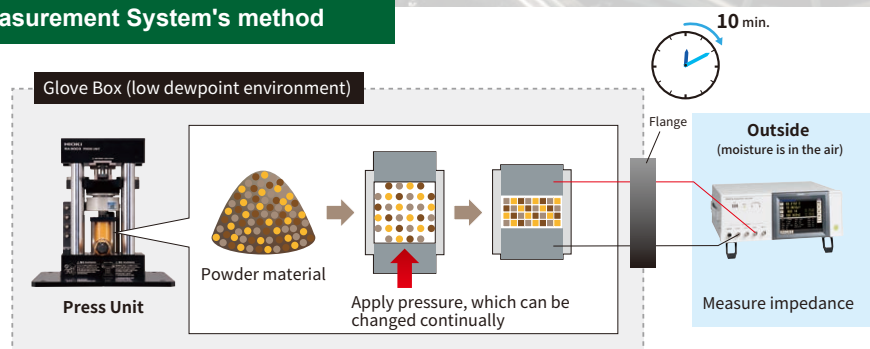 asurement System's method
10 min.
Glove Box (low dewpoint environment)
Flange
Outside
(moisture is in the air)
HIOKI
Powder material
Press Unit
Apply pressure, which can be
changed continually
Measure impedance